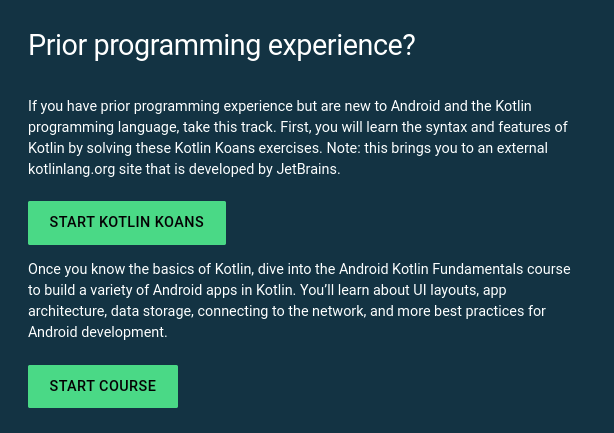 Prior programming experience?
If you have prior programming experience but are new to Android and the Kotlin
programming language, take this track. First, you will learn the syntax and features of
Kotlin by solving these Kotlin Koans exercises. Note: this brings you to an external
kotlinlang.org site that is developed by JetBrains.
START KOTLIN KOANS
Once you know the basics of Kotlin, dive into the Android Kotlin Fundamentals course
to build a variety of Android apps in Kotlin. You’ll learn about UI layouts, app
architecture, data storage, connecting to the network, and more best practices for
Android development.
START COURSE